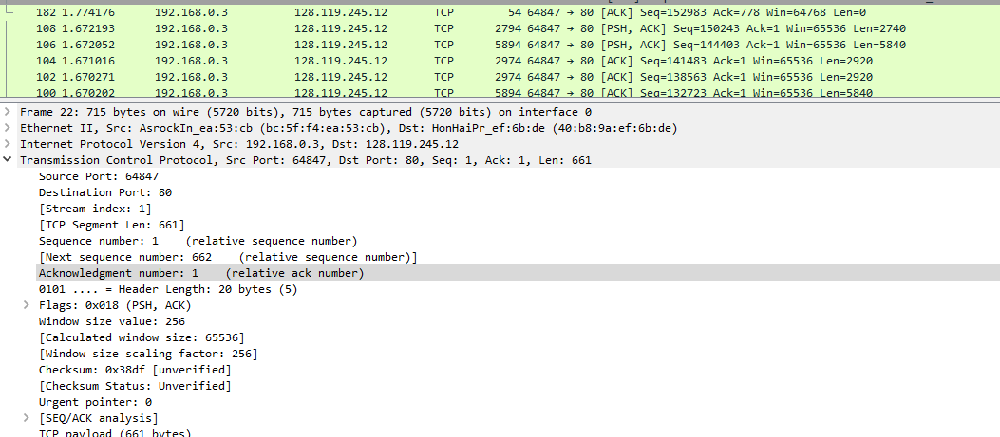 182 1.774176 192.168.0.3 128.119.245.12 TCP 54 64847 → 80 [ACK] Seq=152983 Ack=778 Win=64768 Len=0
108 1.672193 192.168.0.3 128.119.245.12 TCP 2794 64847 → 80 [PSH, ACK] Seq=150243 Ack=1 Win=65536 Len=2740
106 1.672052 192.168.0.3 128.119.245.12 TCP 5894 64847 → 80 [PSH, ACK] Seq=144403 Ack=1 Win=65536 Len=5840
104 1.671016 192.168.0.3 128.119.245.12 TCP 2974 64847 → 80 [ACK] Seq=141483 Ack=1 Win=65536 Len=2920
102 1.670271 192.168.0.3 128.119.245.12 TCP 2974 64847 → 80 [ACK] Seq=138563 Ack=1 Win=65536 Len=2920
100 1.670202 192.168.0.3 128.119.245.12 TCP 5894 64847 → 80 [ACK] Seq=132723 Ack=1 Win=65536 Len=5840
Frame 22: 715 bytes on wire (5720 bits), 715 bytes captured (5720 bits) on interface 0
Ethernet II, Src: AsrockIn_ea:53:cb (bc:5f:f4:ea:53:cb), Dst: HonHaiPr_ef:6b:de (40:b8:9a:ef:6b:de)
Internet Protocol Version 4, Src: 192.168.0.3, Dst: 128.119.245.12
Transmission Control Protocol, Src Port: 64847, Dst Port: 80, Seq: 1, Ack: 1, Len: 661
Source Port: 64847
Destination Port: 80
[Stream index: 1]
[TCP Segment Len: 661]
Sequence number: 1 (relative sequence number)
[Next sequence number: 662 (relative sequence number)]
Acknowledgment number: 1 (relative ack number)
0101 .... = Header Length: 20 bytes (5)
Flags: 0x018 (PSH, ACK)
Window size value: 256
[Calculated window size: 65536]
[Window size scaling factor: 256]
Checksum: 0x38df [unverified]
[Checksum Status: Unverified]
Urgent pointer: 0
[SEQ/ACK analysis]
TCP payload (661 bytes)